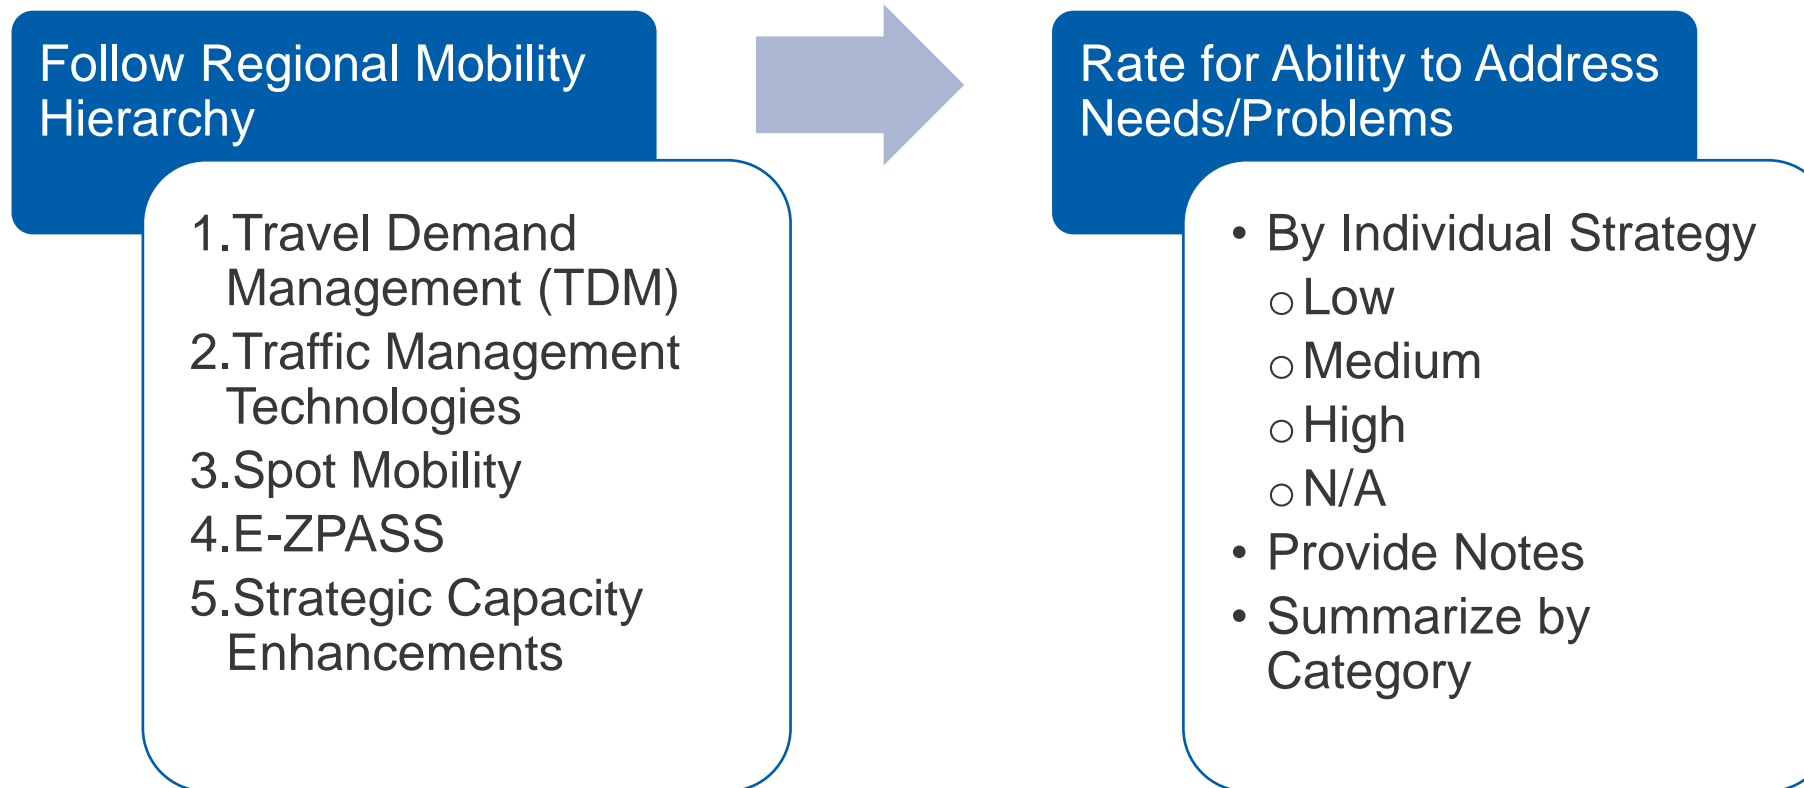 Follow Regional Mobility
Hierarchy
1.Travel Demand
Management (TDM)
2.Traffic Management
Technologies
3.Spot Mobility
4.E-ZPASS
5.Strategic Capacity
Enhancements
Rate for Ability to Address
Needs/Problems
• By Individual Strategy
○ Low
○ Medium
○ High
○ N/A
• Provide Notes
• Summarize by
Category